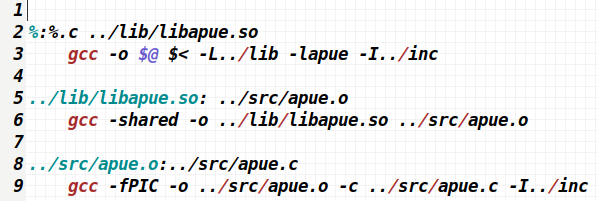 1
2 %:%.c ../lib/libapue.so
3 gcc -o $@ $< -L../lib -lapue -I../inc
4
5 ../lib/libapue.so: ../src/apue.o
6 gcc -shared -o ../lib/libapue.so ../src/apue.o
7
8 ../src/apue.o:../src/apue.c
9 gcc -fPIC -o ../src/apue.o -c ../src/apue.c -I../inc